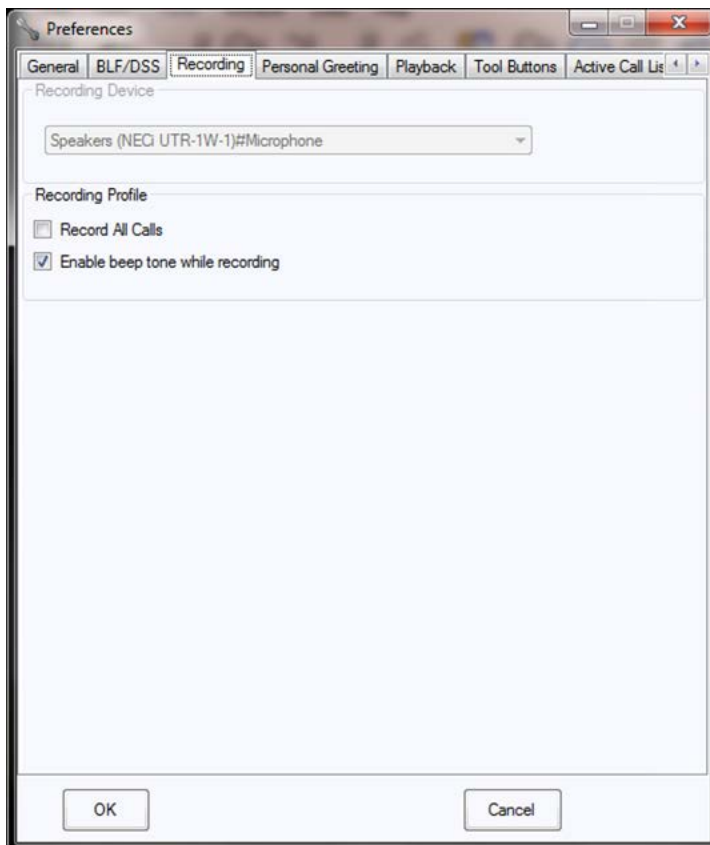 Preferences
General BLF/DSS Recording Personal Greeting Playback Tool Buttons Active Call Lis
Recording Device
Speakers (NECi UTR-1W-1)#Microphone
Recording Profile
Record All Calls
Enable beep tone while recording
OK Cancel